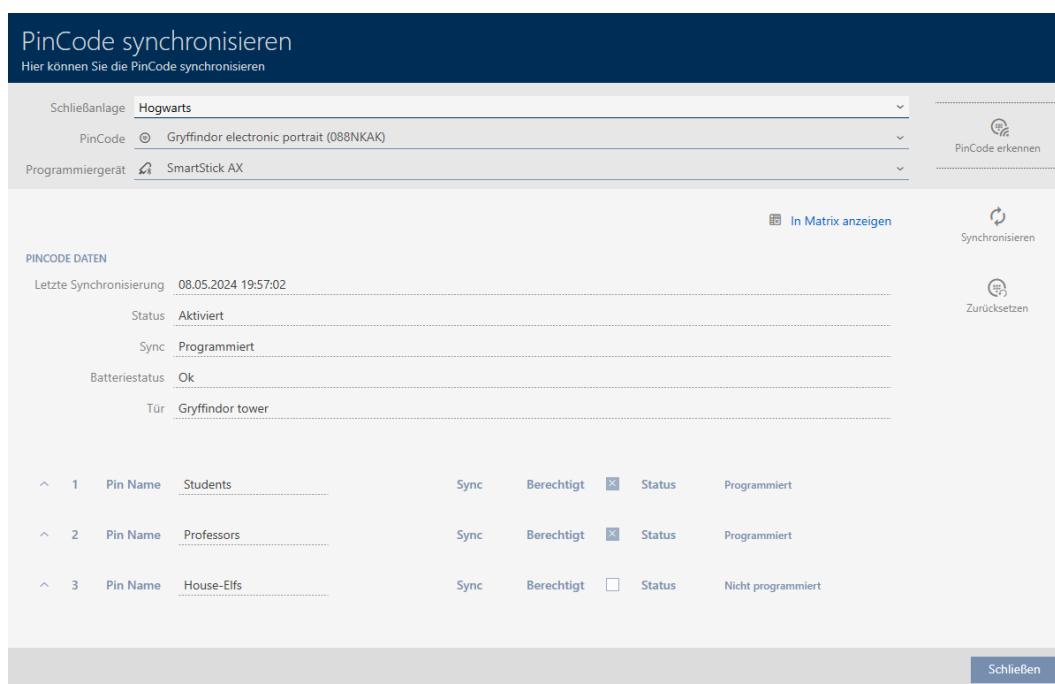 PinCode synchronisieren
Hier können Sie die PinCode synchronisieren
Schließanlage Hogwarts
PinCode Gryffindor electronic portrait (088NKAK)
Programmiergerät SmartStick AX
PinCode erkennen
In Matrix anzeigen
Synchronisieren
Zurücksetzen
PINCODE DATEN
Letzte Synchronisierung 08.05.2024 19:57:02
Status Aktiviert
Sync Programmiert
Batteriestatus Ok
Tür Gryffindor tower
1 Pin Name Students Sync Berechtigt Status Programmiert
2 Pin Name Professors Sync Berechtigt Status Programmiert
3 Pin Name House-Elfs Sync Berechtigt Status Nicht programmiert
Schließen